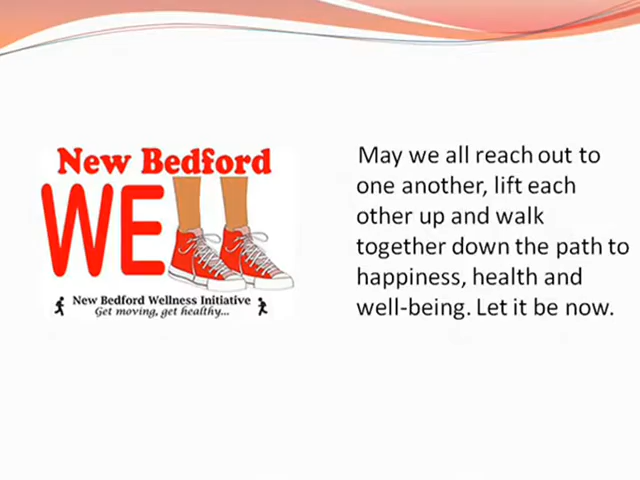 New Bedford
WE
New Bedford Wellness Initiative
Get moving, get healthy...
May we all reach out to
one another, lift each
other up and walk
together down the path to
happiness, health and
well-being. Let it be now.